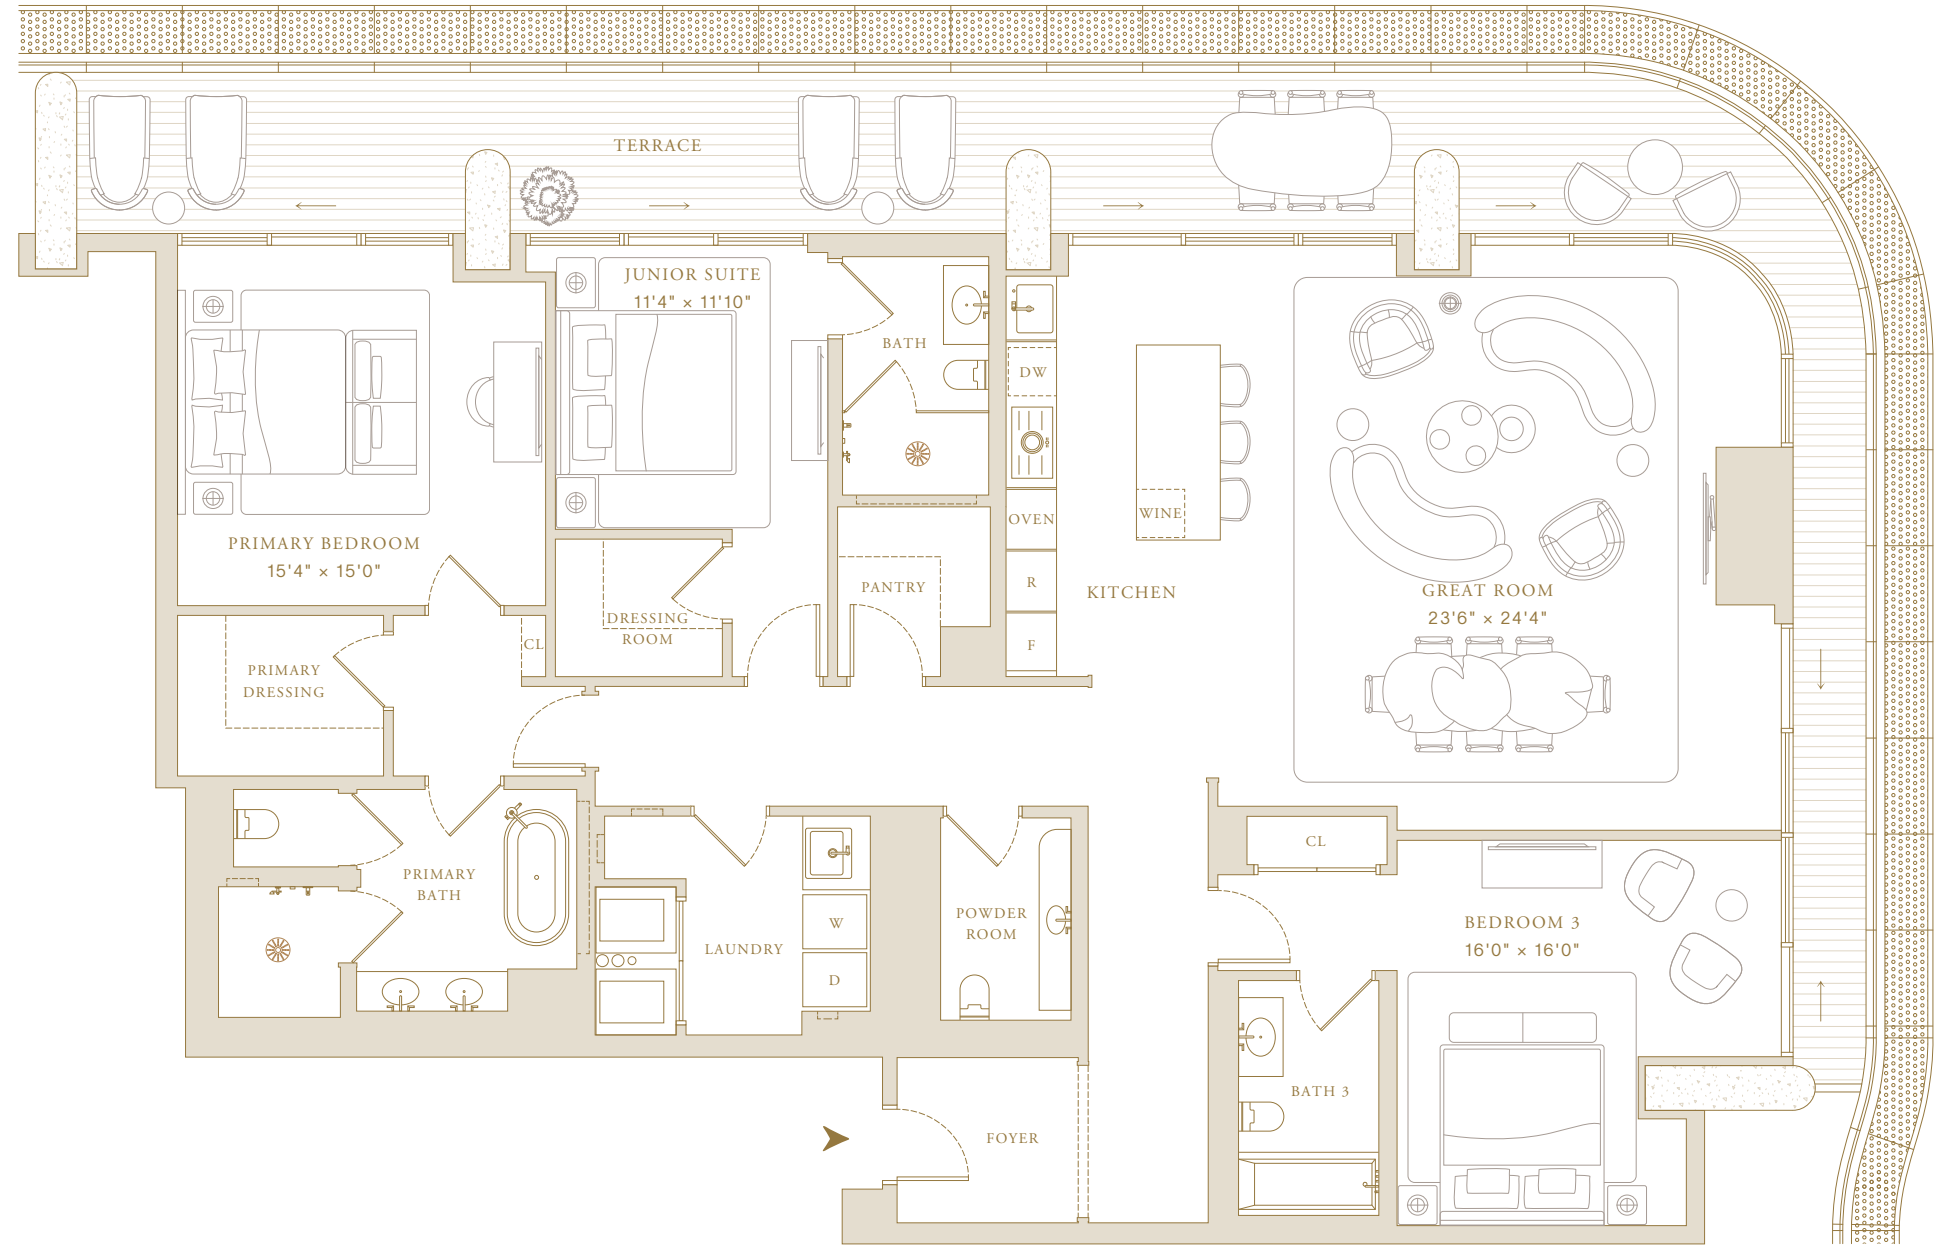 TERRACE
JUNIOR SUITE
11'4" × 11'10"
BATH
DW
OVEN
WINE
R
F
KITCHEN
PRIMARY BEDROOM
15'4" × 15'0"
PANTRY
GREAT ROOM
23'6" × 24'4"
DRESSING
ROOM
CL
PRIMARY
DRESSING
CL
PRIMARY
BATH
POWDER
ROOM
W
LAUNDRY
D
BEDROOM 3
16'0" × 16'0"
BATH 3
FOYER